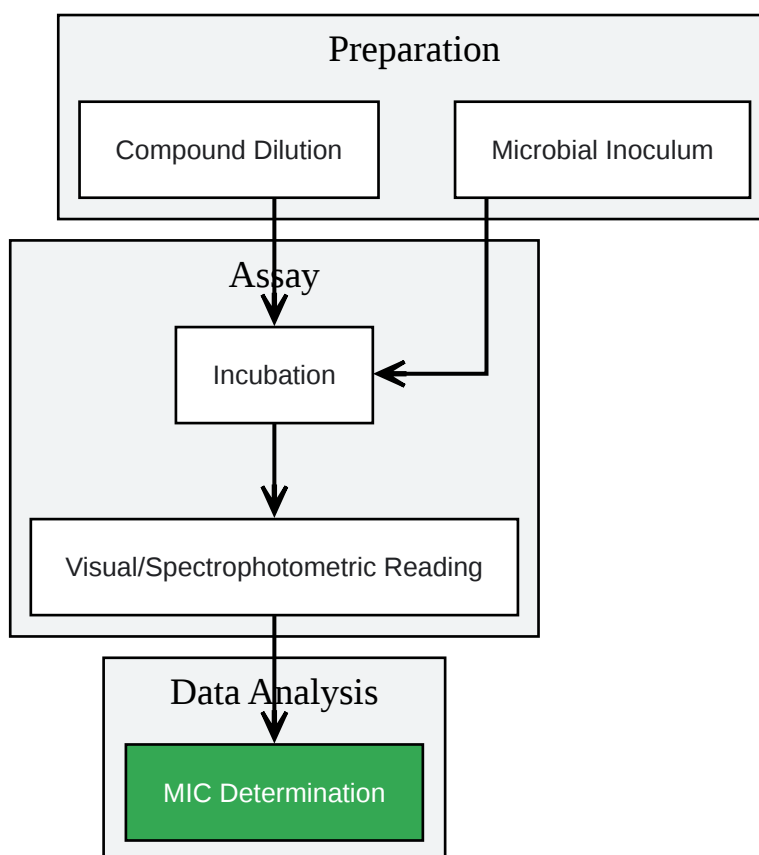 Preparation
Compound Dilution
Microbial Inoculum
Assay
Incubation
Visual/Spectrophotometric Reading
Data Analysis
MIC Determination